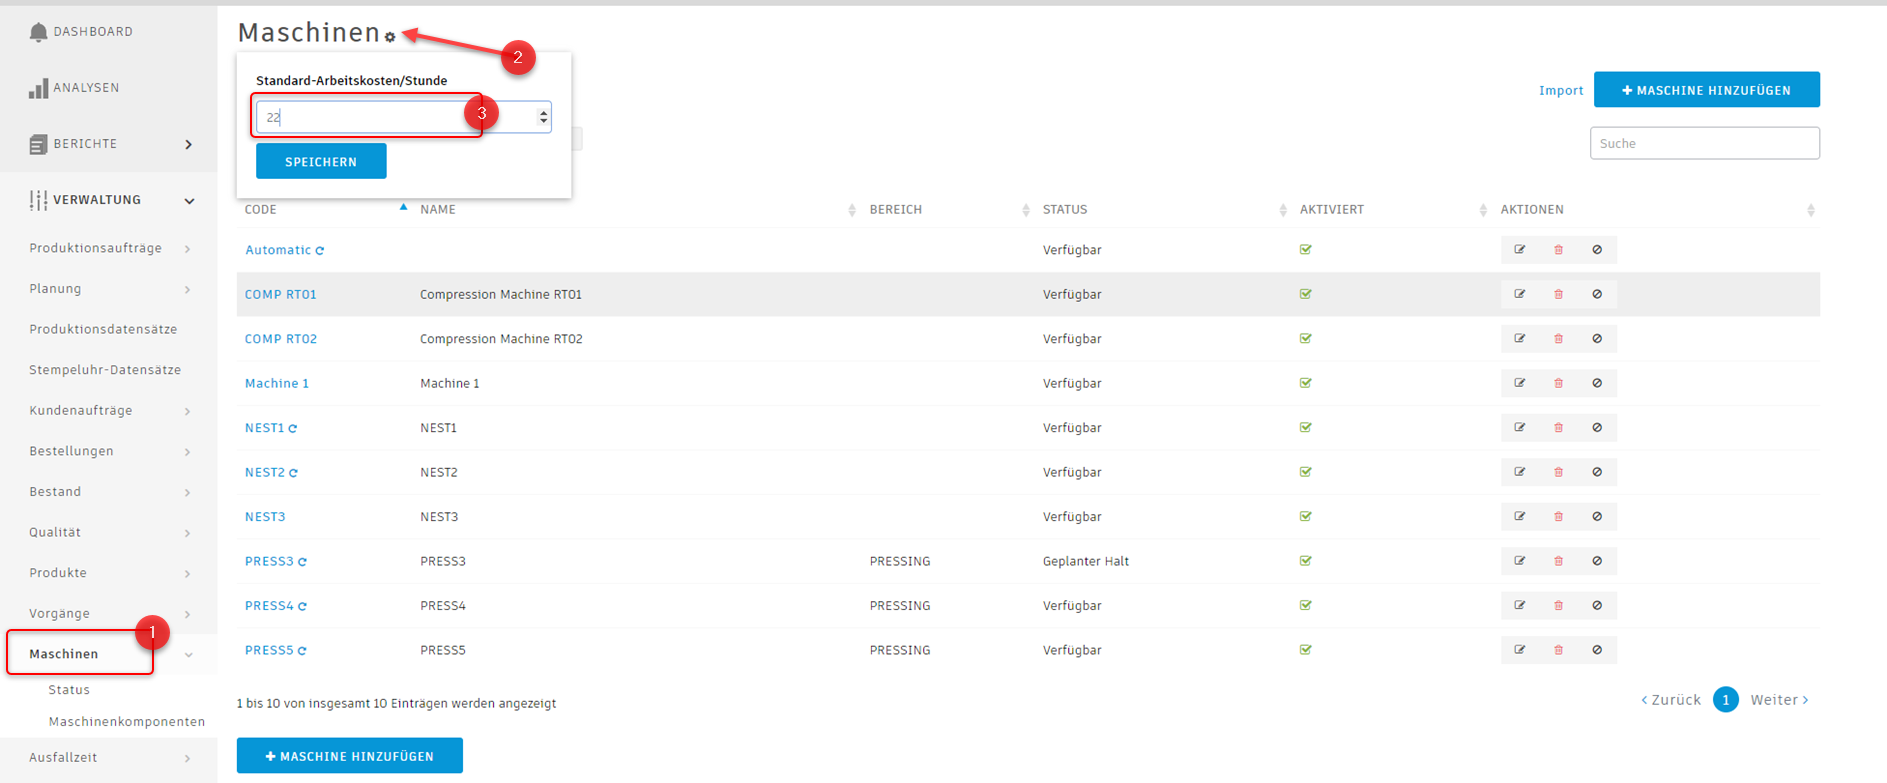 DASHBOARD
ANALYSEN
BERICHTE
VERWALTUNG
Produktionsaufträge
Planung
Produktionsdatensätze
Stempeluhr-Datensätze
Kundenaufträge
Bestellungen
Bestand
Qualität
Produkte
Vorgänge
1
Maschinen
Status
Maschinenkomponenten
Ausfallzeit
Maschinen
2
Standard-Arbeitskosten/Stunde
22
3
SPEICHERN
Import
MASCHINE HINZUFÜGEN
Suche
CODE NAME BEREICH STATUS AKTIVIERT AKTIONEN
Automatic Verfügbar
COMP RT01 Compression Machine RT01 Verfügbar
COMP RT02 Compression Machine RT02 Verfügbar
Machine 1 Machine 1 Verfügbar
NEST1 NEST1 Verfügbar
NEST2 NEST2 Verfügbar
NEST3 NEST3 Verfügbar
PRESS3 PRESS3 PRESSING Geplanter Halt
PRESS4 PRESS4 PRESSING Verfügbar
PRESS5 PRESS5 PRESSING Verfügbar
1 bis 10 von insgesamt 10 Einträgen werden angezeigt
Zurück 1 Weiter
MASCHINE HINZUFÜGEN